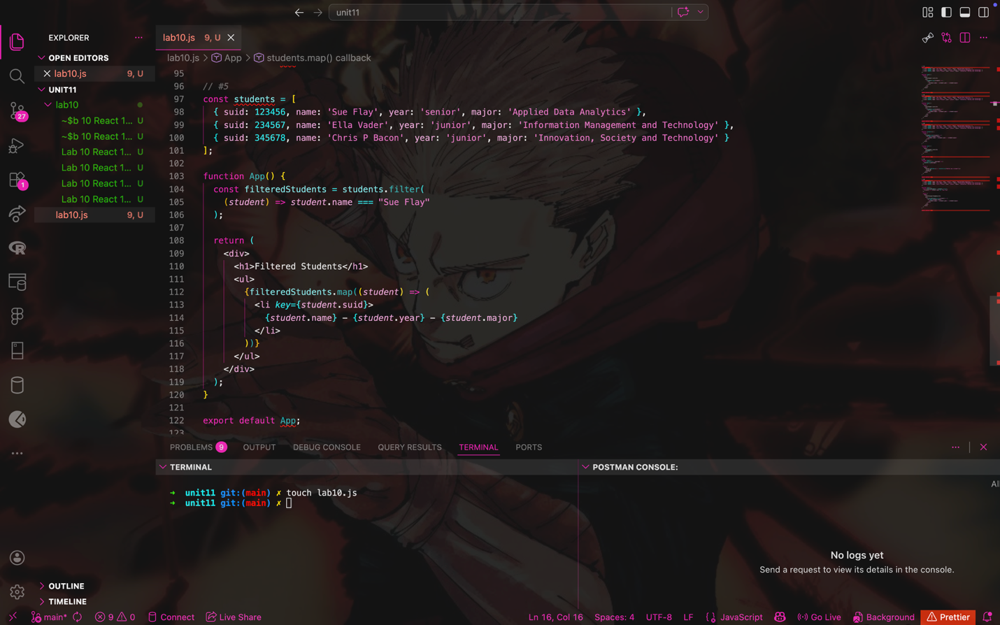 unit11
EXPLORER
OPEN EDITORS
lab10.js 9, U
UNIT11
lab10
~$b 10 React 1... U
~$b 10 React 1... U
Lab 10 React 1... U
Lab 10 React 1... U
Lab 10 React 1... U
Lab 10 React 1... U
lab10.js 9, U
27
1
OUTLINE
TIMELINE
lab10.js 9, U
lab10.js > App > students.map() callback
95
96 // #5
97 const students = [
98 { suid: 123456, name: 'Sue Flay', year: 'senior', major: 'Applied Data Analytics' },
99 { suid: 234567, name: 'Ella Vader', year: 'junior', major: 'Information Management and Technology' },
100 { suid: 345678, name: 'Chris P Bacon', year: 'junior', major: 'Innovation, Society and Technology' }
101 ];
102
103 function App() {
104 const filteredStudents = students.filter(
105 (student) => student.name === "Sue Flay"
106 );
107
108 return (
109 <div>
110 <h1>Filtered Students</h1>
111 <ul>
112 {filteredStudents.map((student) => (
113 <li key={student.suid}>
114 {student.name} - {student.year} - {student.major}
115 </li>
116 ))}
117 </ul>
118 </div>
119 );
120 }
121
122 export default App;
123
PROBLEMS 9 OUTPUT DEBUG CONSOLE QUERY RESULTS TERMINAL PORTS
TERMINAL
➜ unit11 git:(main) ✗ touch lab10.js
➜ unit11 git:(main) ✗
POSTMAN CONSOLE:
All
No logs yet
Send a request to view its details in the console.
main* 9 0 Connect Live Share Ln 16, Col 16 Spaces: 4 UTF-8 LF {} JavaScript Go Live Background Prettier